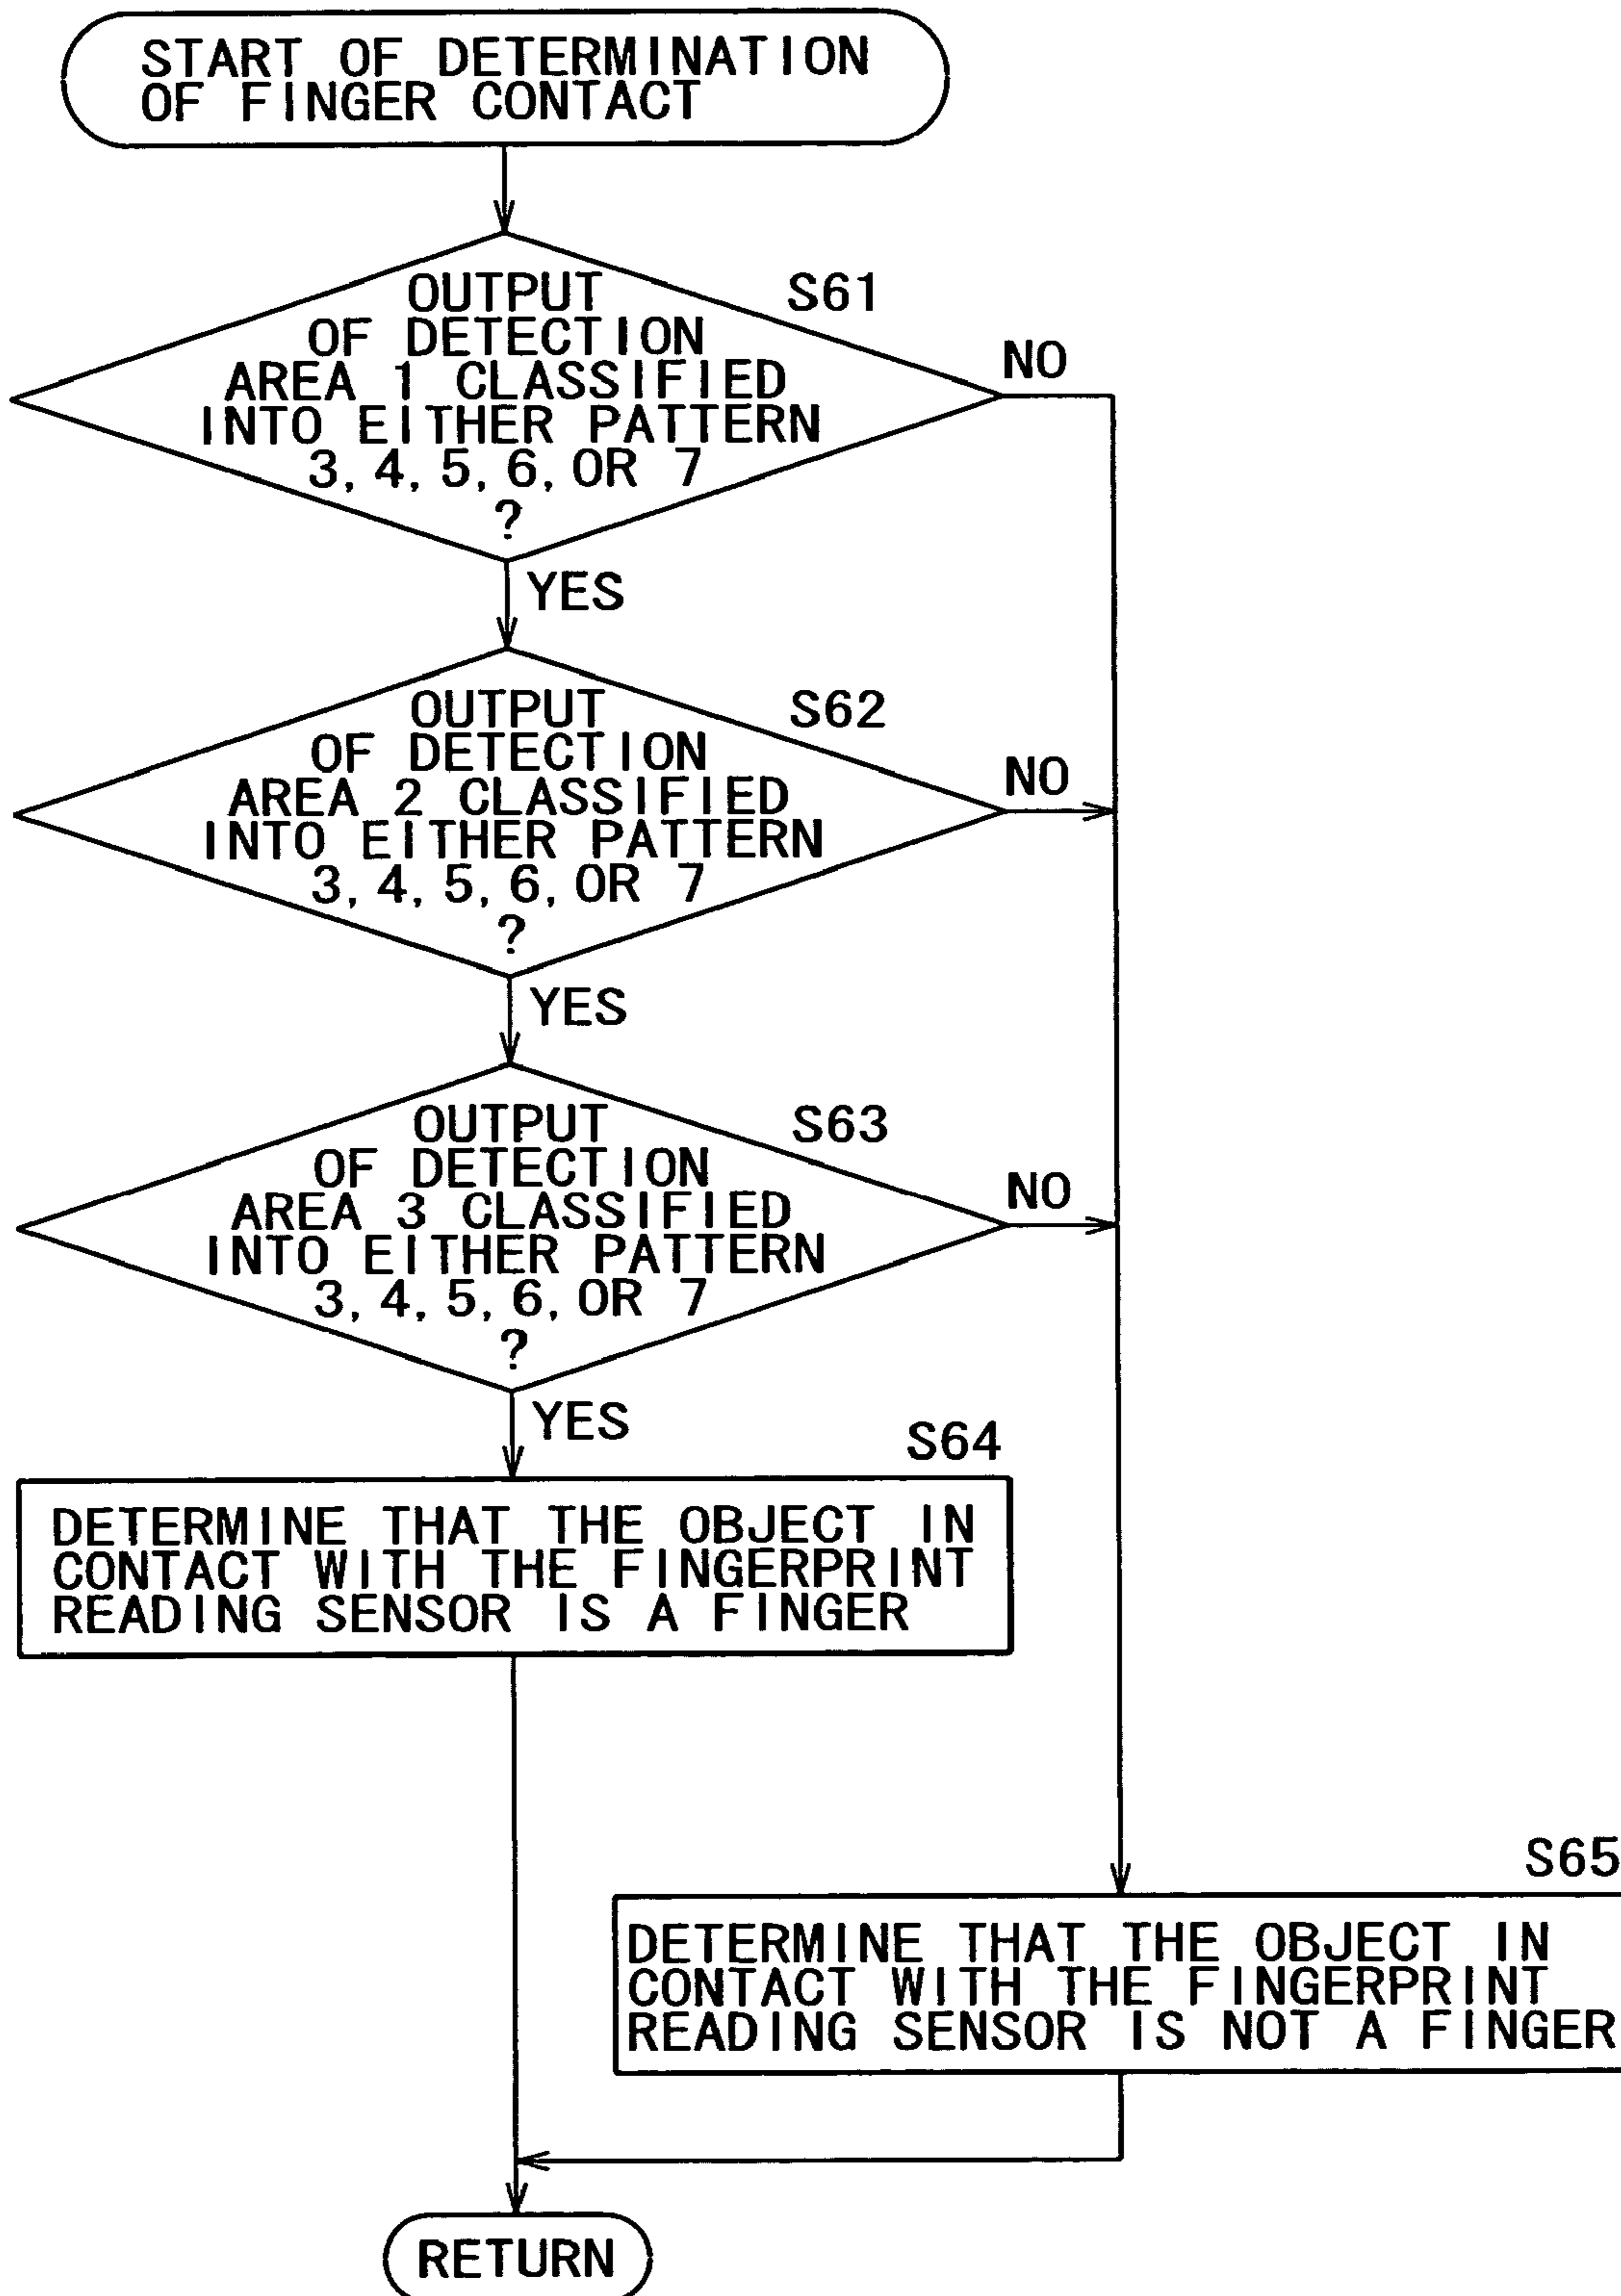 START OF DETERMINATION
OF FINGER CONTACT
S61
OUTPUT
OF DETECTION
AREA 1 CLASSIFIED
INTO EITHER PATTERN
3, 4, 5, 6, OR 7
?
NO
YES
S62
OUTPUT
OF DETECTION
AREA 2 CLASSIFIED
INTO EITHER PATTERN
3, 4, 5, 6, OR 7
?
NO
YES
S63
OUTPUT
OF DETECTION
AREA 3 CLASSIFIED
INTO EITHER PATTERN
3, 4, 5, 6, OR 7
?
NO
YES
S64
DETERMINE THAT THE OBJECT IN
CONTACT WITH THE FINGERPRINT
READING SENSOR IS A FINGER
S65
DETERMINE THAT THE OBJECT IN
CONTACT WITH THE FINGERPRINT
READING SENSOR IS NOT A FINGER
RETURN